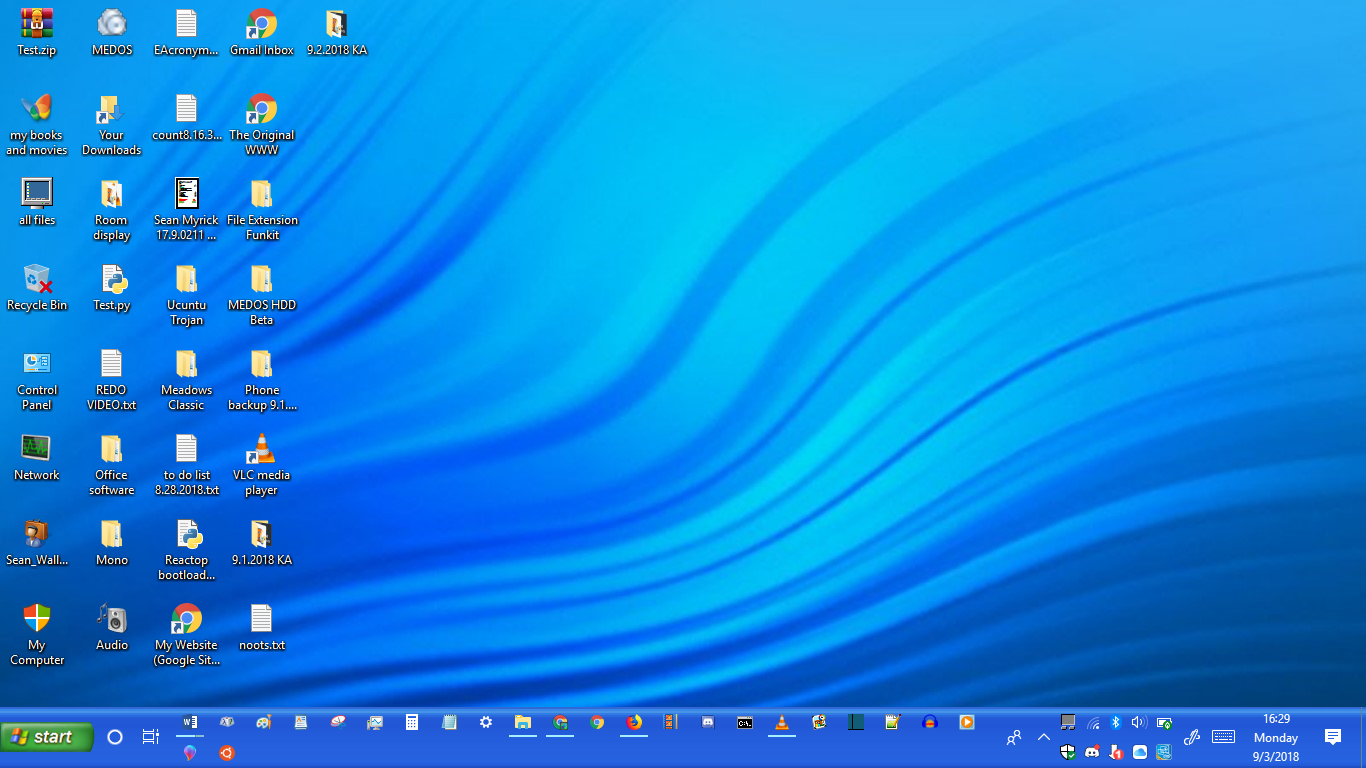 Test.zip
MEDOS
EAcronym...
Gmail Inbox
9.2.2018 KA
my books
and movies
Your
Downloads
count8.16.3...
The Original
WWW
all files
Room
display
Sean Myrick
17.9.0211 ...
File Extension
Funkit
Recycle Bin
Test.py
Ucuntu
Trojan
MEDOS HDD
Beta
Control
Panel
REDO
VIDEO.txt
Meadows
Classic
Phone
backup 9.1....
Network
Office
software
to do list
8.28.2018.txt
VLC media
player
Sean_Wall...
Mono
Reactop
bootload...
9.1.2018 KA
My
Computer
Audio
My Website
(Google Sit...
noots.txt
start
16:29
Monday
9/3/2018